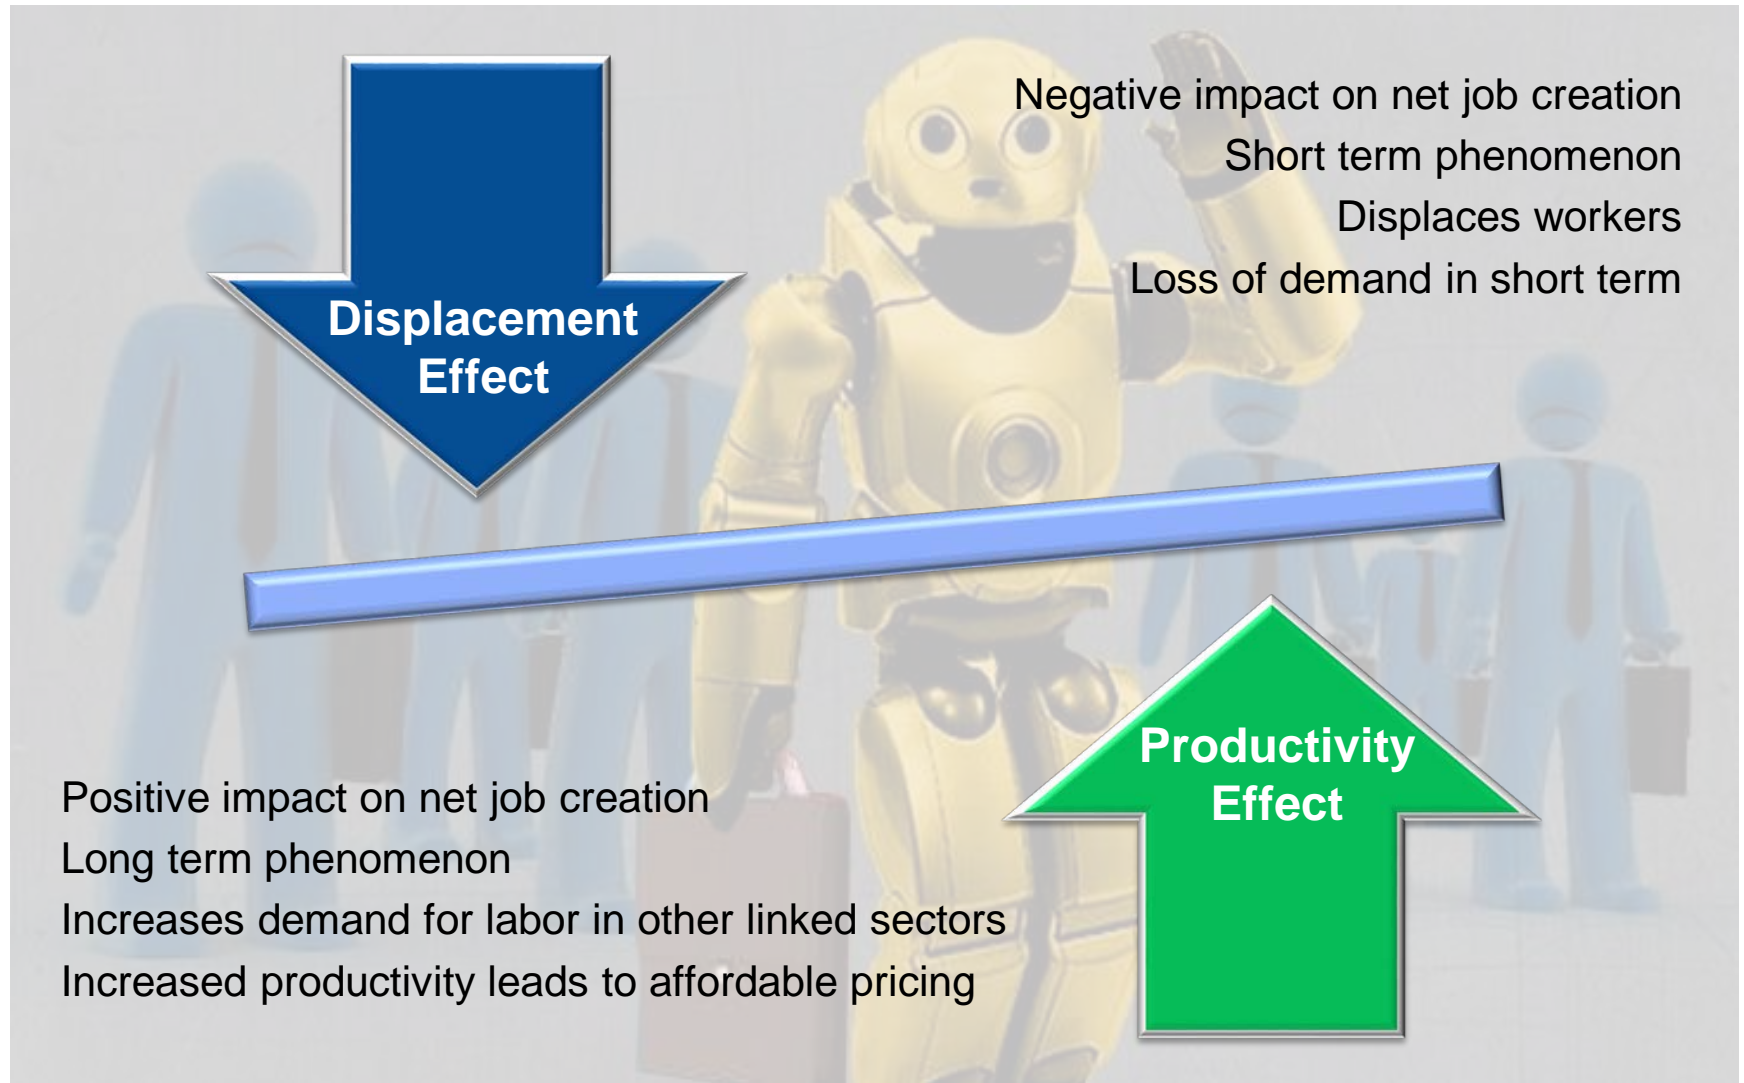 Displacement
Effect
Negative impact on net job creation
Short term phenomenon
Displaces workers
Loss of demand in short term
Productivity
Effect
Positive impact on net job creation
Long term phenomenon
Increases demand for labor in other linked sectors
Increased productivity leads to affordable pricing